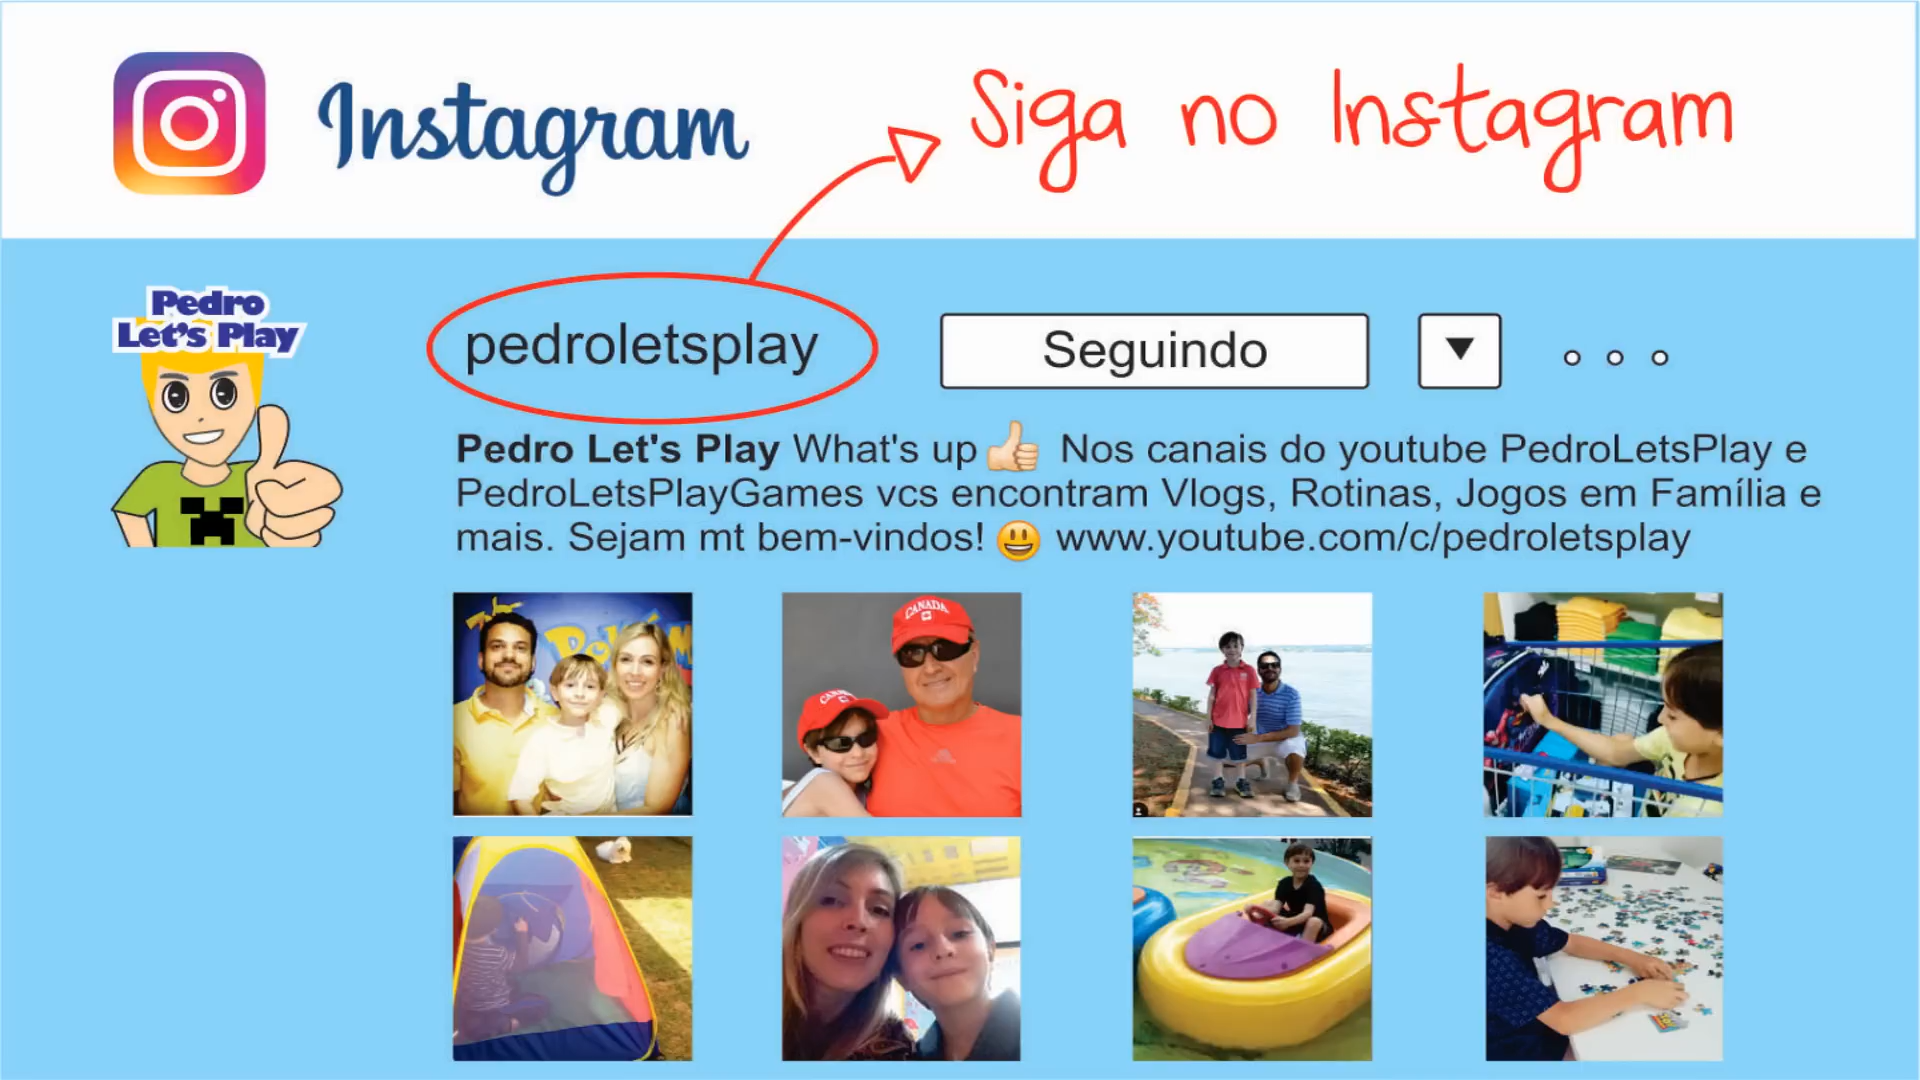 Instagram
Siga no Instagram
Pedro
Let's Play
pedroletsplay
Seguindo
Pedro Let's Play What's up 👍 Nos canais do youtube PedroLetsPlay e
PedroLetsPlayGames vcs encontram Vlogs, Rotinas, Jogos em Família e
mais. Sejam mt bem-vindos! 😃 www.youtube.com/c/pedroletsplay
CANADA